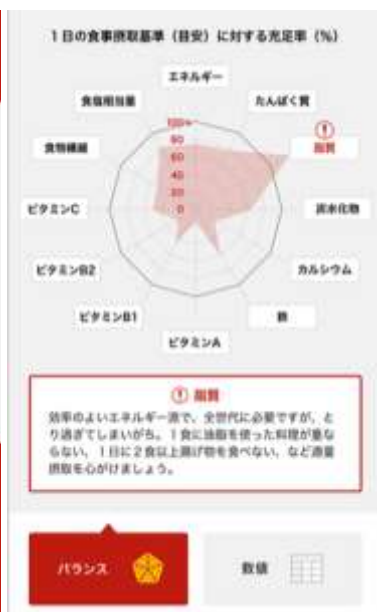 1日の食事摂取基準（目安）に対する充足率（%）
エネルギー
食塩相当量
たんぱく質
100%
80
60
40
20
0
食物繊維
脂質
ビタミンC
炭水化物
ビタミンB2
カルシウム
ビタミンB1
鉄
ビタミンA
脂質
効率のよいエネルギー源で、全世代に必要ですが、と
り過ぎてしまいがち。1食に油脂を使った料理が重な
らない、1日に2食以上揚げ物を食べない、など適量
摂取を心がけましょう。
バランス
数値